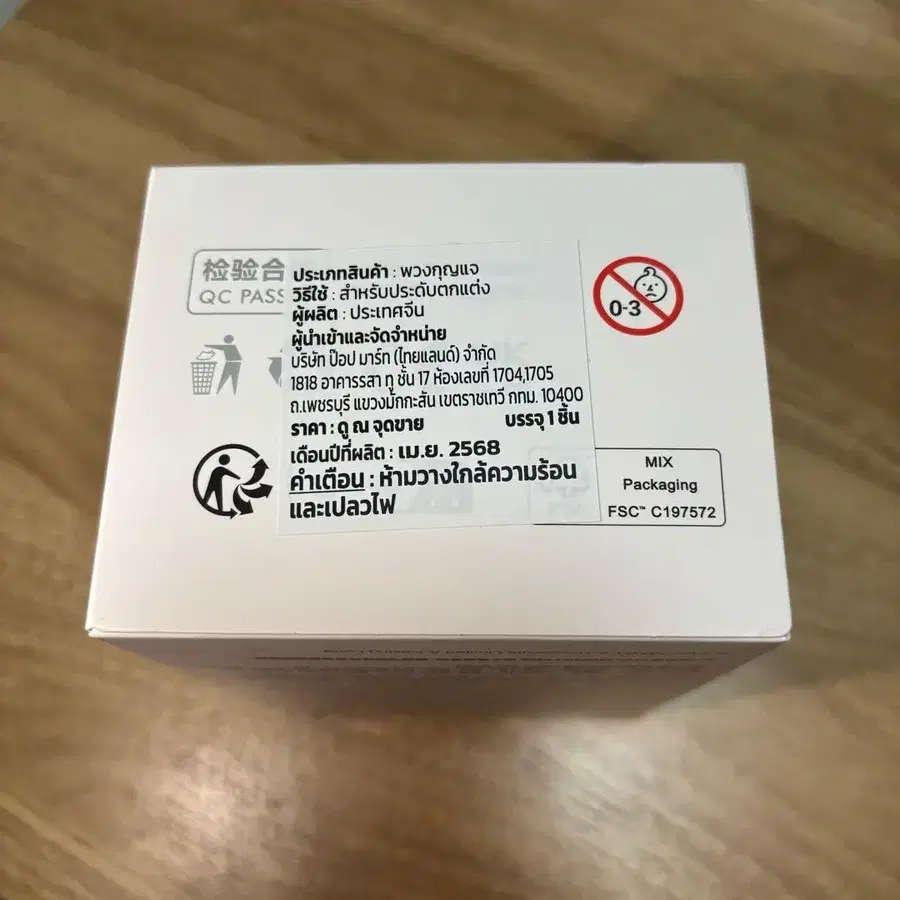 检验合
QC PASS
0-3
ประเภทสินค้า : พวงกุญแจ
วิธีใช้ : สำหรับประดับตกแต่ง
ผู้ผลิต : ประเทศจีน
ผู้นำเข้าและจัดจำหน่าย
บริษัท ป๊อป มาร์ท (ไทยแลนด์) จำกัด
1818 อาคารรสา ทู ชั้น 17 ห้องเลขที่ 1704,1705
ถ.เพชรบุรี แขวงมักกะสัน เขตราชเทวี กทม. 10400
ราคา : ดู ณ จุดขาย บรรจุ 1 ชิ้น
เดือนปีที่ผลิต : เม.ย. 2568
คำเตือน : ห้ามวางใกล้ความร้อน
และเปลวไฟ
MIX
Packaging
FSC™ C197572